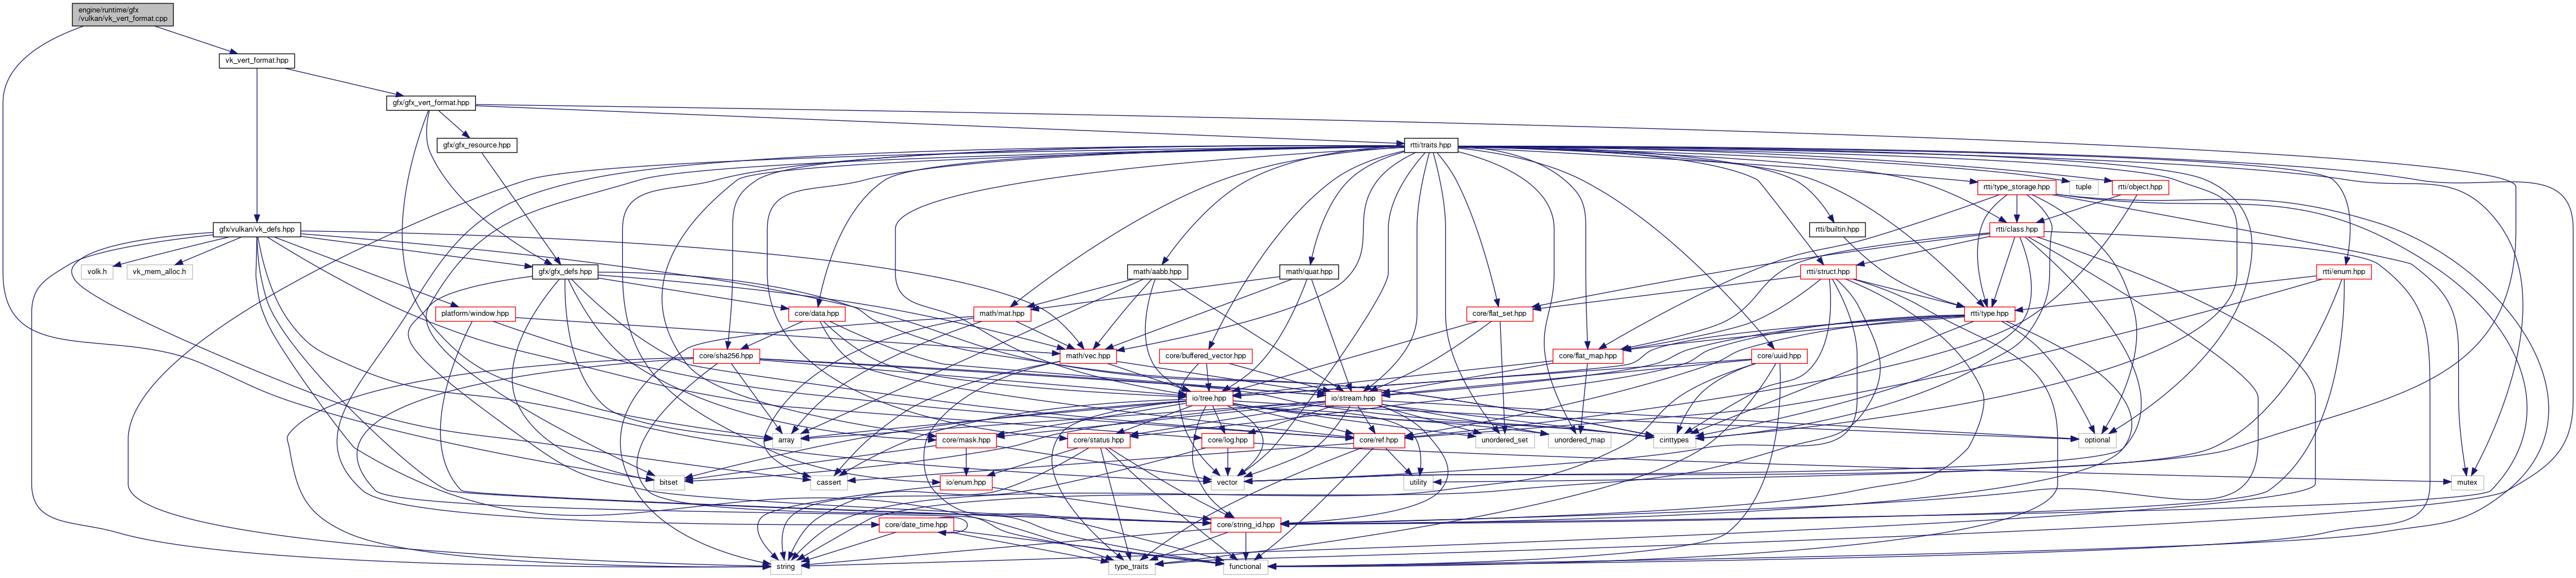 engine/runtime/gfx
/vulkan/vk_vert_format.cpp
vk_vert_format.hpp
gfx/gfx_vert_format.hpp
gfx/gfx_resource.hpp
rtti/traits.hpp
rtti/type_storage.hpp
tuple
rtti/object.hpp
gfx/vulkan/vk_defs.hpp
rtti/builtin.hpp
rtti/class.hpp
volk.h
vk_mem_alloc.h
gfx/gfx_defs.hpp
math/aabb.hpp
math/quat.hpp
rtti/struct.hpp
rtti/enum.hpp
platform/window.hpp
core/data.hpp
math/mat.hpp
core/flat_set.hpp
rtti/type.hpp
core/sha256.hpp
math/vec.hpp
core/buffered_vector.hpp
core/flat_map.hpp
core/uuid.hpp
io/tree.hpp
io/stream.hpp
array
core/mask.hpp
core/status.hpp
core/log.hpp
core/ref.hpp
unordered_set
unordered_map
cinttypes
optional
bitset
cassert
io/enum.hpp
vector
utility
mutex
core/date_time.hpp
core/string_id.hpp
string
type_traits
functional